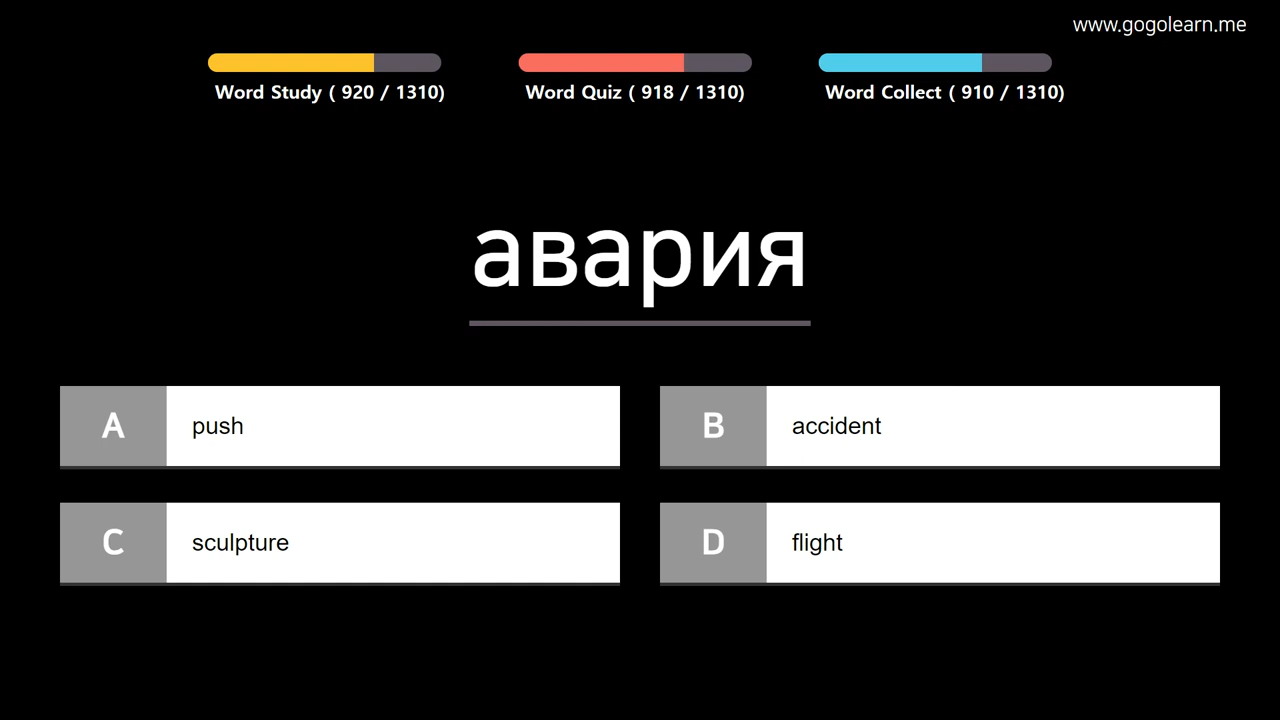 www.gogolearn.me
Word Study ( 920 / 1310)
Word Quiz ( 918 / 1310)
Word Collect ( 910 / 1310)
авария
A push
B accident
C sculpture
D flight